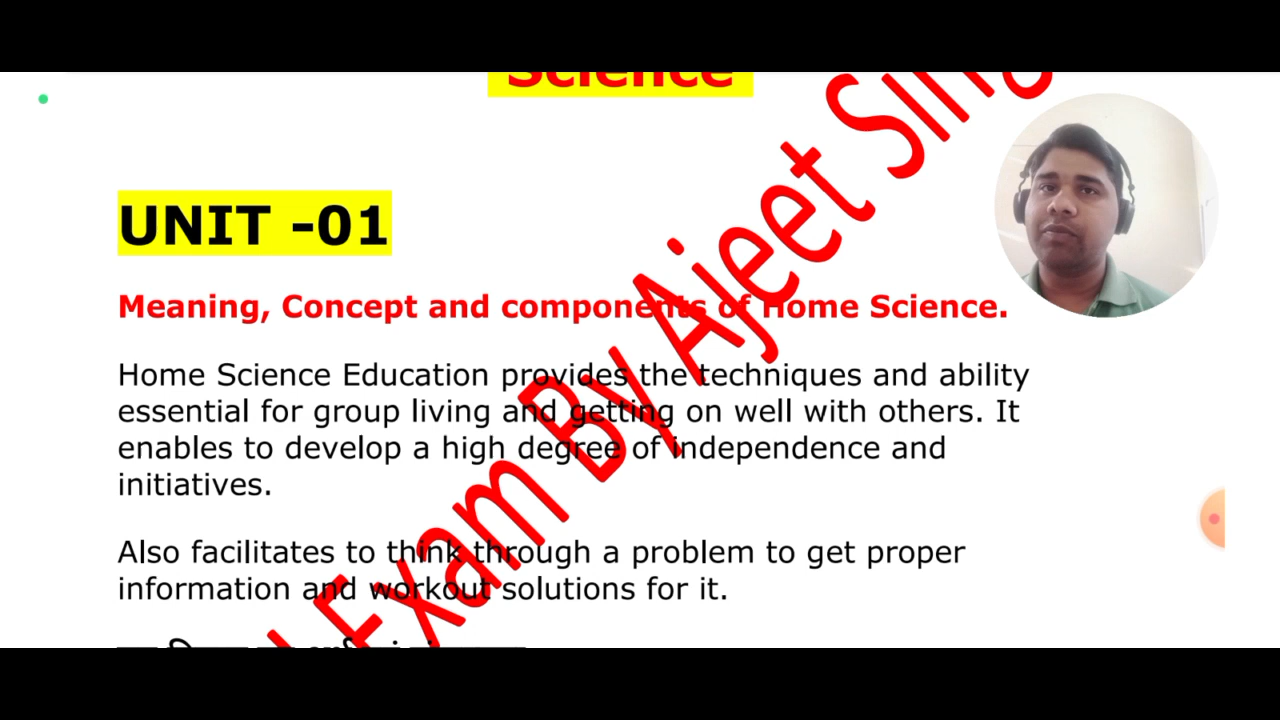 Science
UNIT -01
Meaning, Concept and components of Home Science.
Home Science Education provides the techniques and ability
essential for group living and getting on well with others. It
enables to develop a high degree of independence and
initiatives.
Also facilitates to think through a problem to get proper
information and workout solutions for it.
Exam By Ajeet Sing